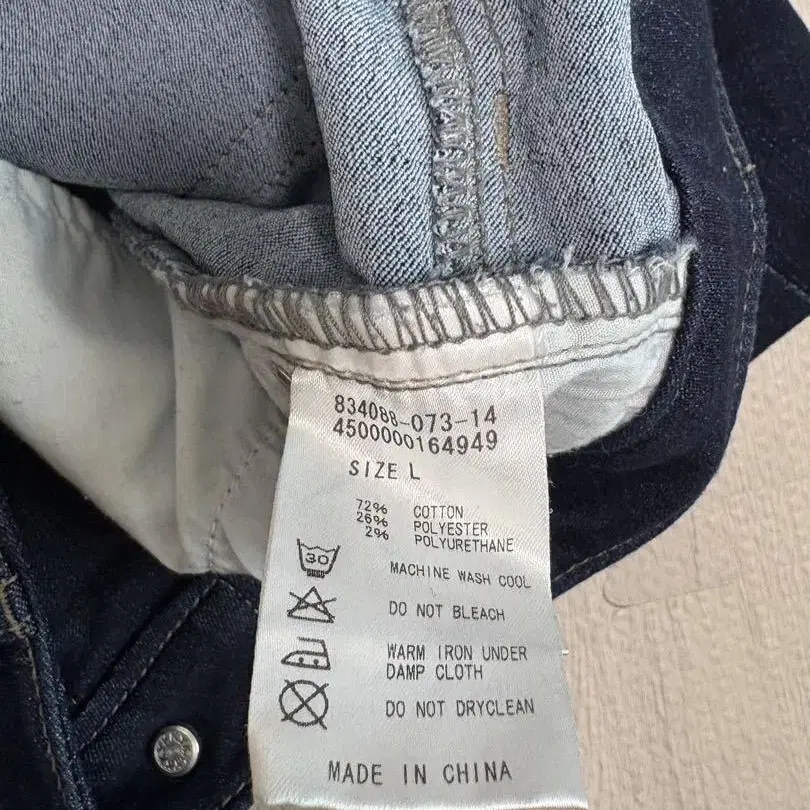 834088-073-14
4500000164949
SIZE L
72% COTTON
26% POLYESTER
2% POLYURETHANE
30
MACHINE WASH COOL
DO NOT BLEACH
WARM IRON UNDER
DAMP CLOTH
DO NOT DRYCLEAN
MADE IN CHINA